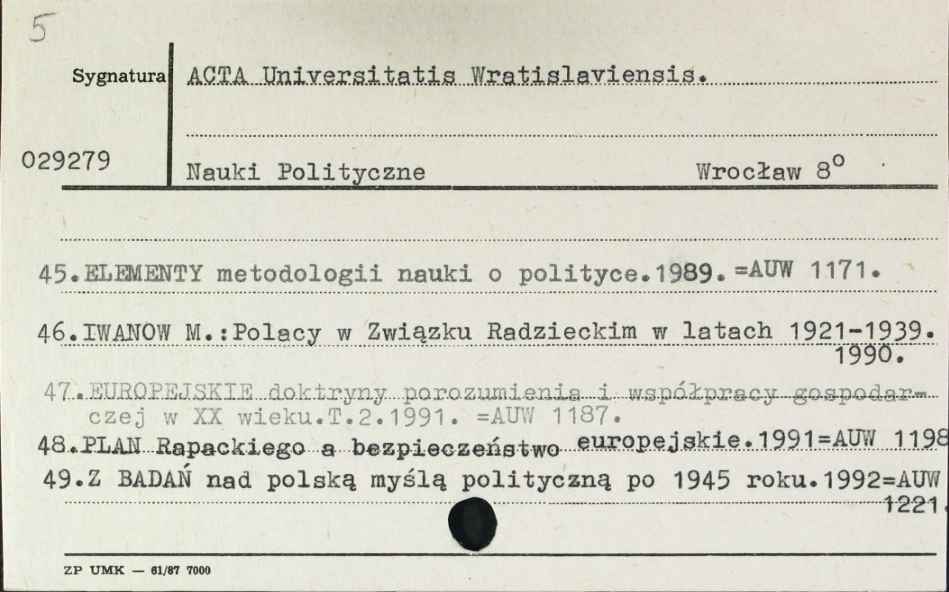 5
Sygnatura ACTA Universitatis Wratislaviensis.
029279
Nauki Polityczne Wrocław 8º
45.ELEMENTY metodologii nauki o polityce.1989.=AUW 1171.
46.IWANOW M.:Polacy w Związku Radzieckim w latach 1921-1939.
1990.
47.EUROPEJSKIE doktryny porozumienia i współpracy gospodar-
czej w XX wieku.T.2.1991. =AUW 1187.
48.PLAN Rapackiego a bezpieczeństwo europejskie.1991=AUW 1198
49.Z BADAŃ nad polską myślą polityczną po 1945 roku.1992=AUW
1221.
ZP UMK — 61/87 7000